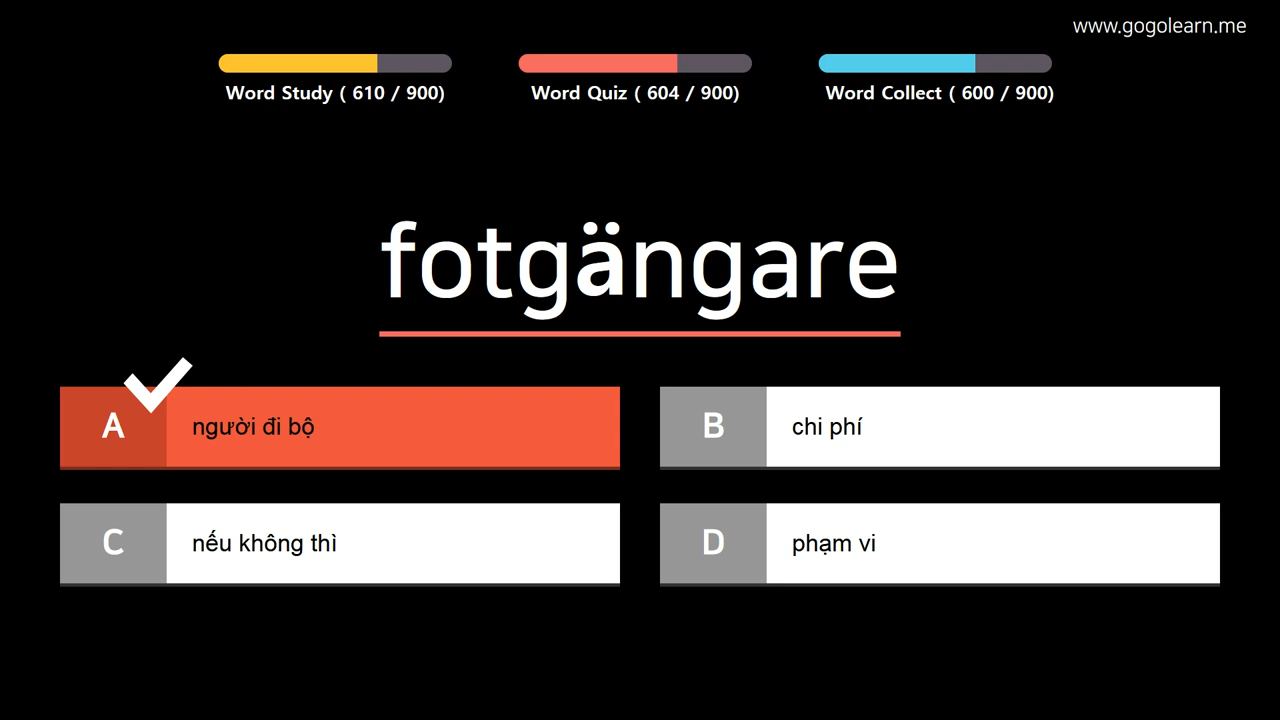 www.gogolearn.me
Word Study ( 610 / 900)
Word Quiz ( 604 / 900)
Word Collect ( 600 / 900)
fotgängare
A người đi bộ
B chi phí
C nếu không thì
D phạm vi